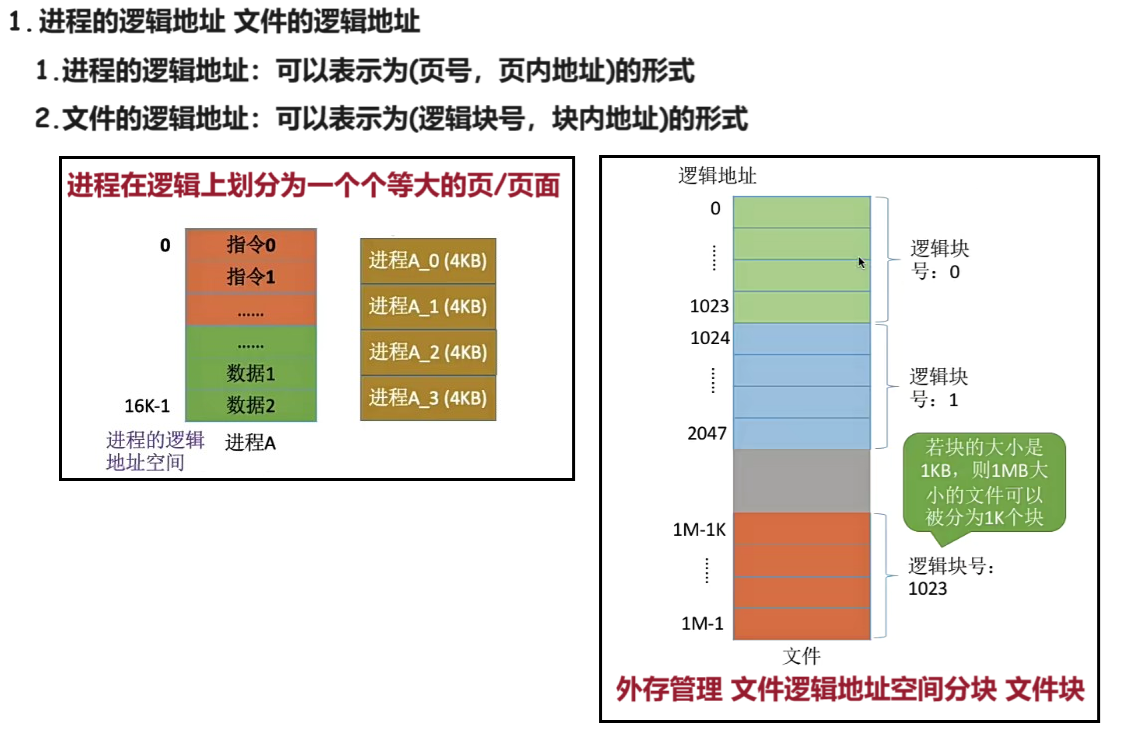 1. 进程的逻辑地址 文件的逻辑地址
1.进程的逻辑地址：可以表示为(页号，页内地址)的形式
2.文件的逻辑地址：可以表示为(逻辑块号，块内地址)的形式
进程在逻辑上划分为一个个等大的页/页面
0
指令0
指令1
......
......
数据1
16K-1
数据2
进程的逻辑
地址空间
进程A
进程A_0 (4KB)
进程A_1 (4KB)
进程A_2 (4KB)
进程A_3 (4KB)
逻辑地址
0
......
1023
1024
......
2047
1M-1K
......
1M-1
逻辑块
号：0
逻辑块
号：1
若块的大小是
1KB，则1MB大
小的文件可以
被分为1K个块
逻辑块号：
1023
文件
外存管理 文件逻辑地址空间分块 文件块